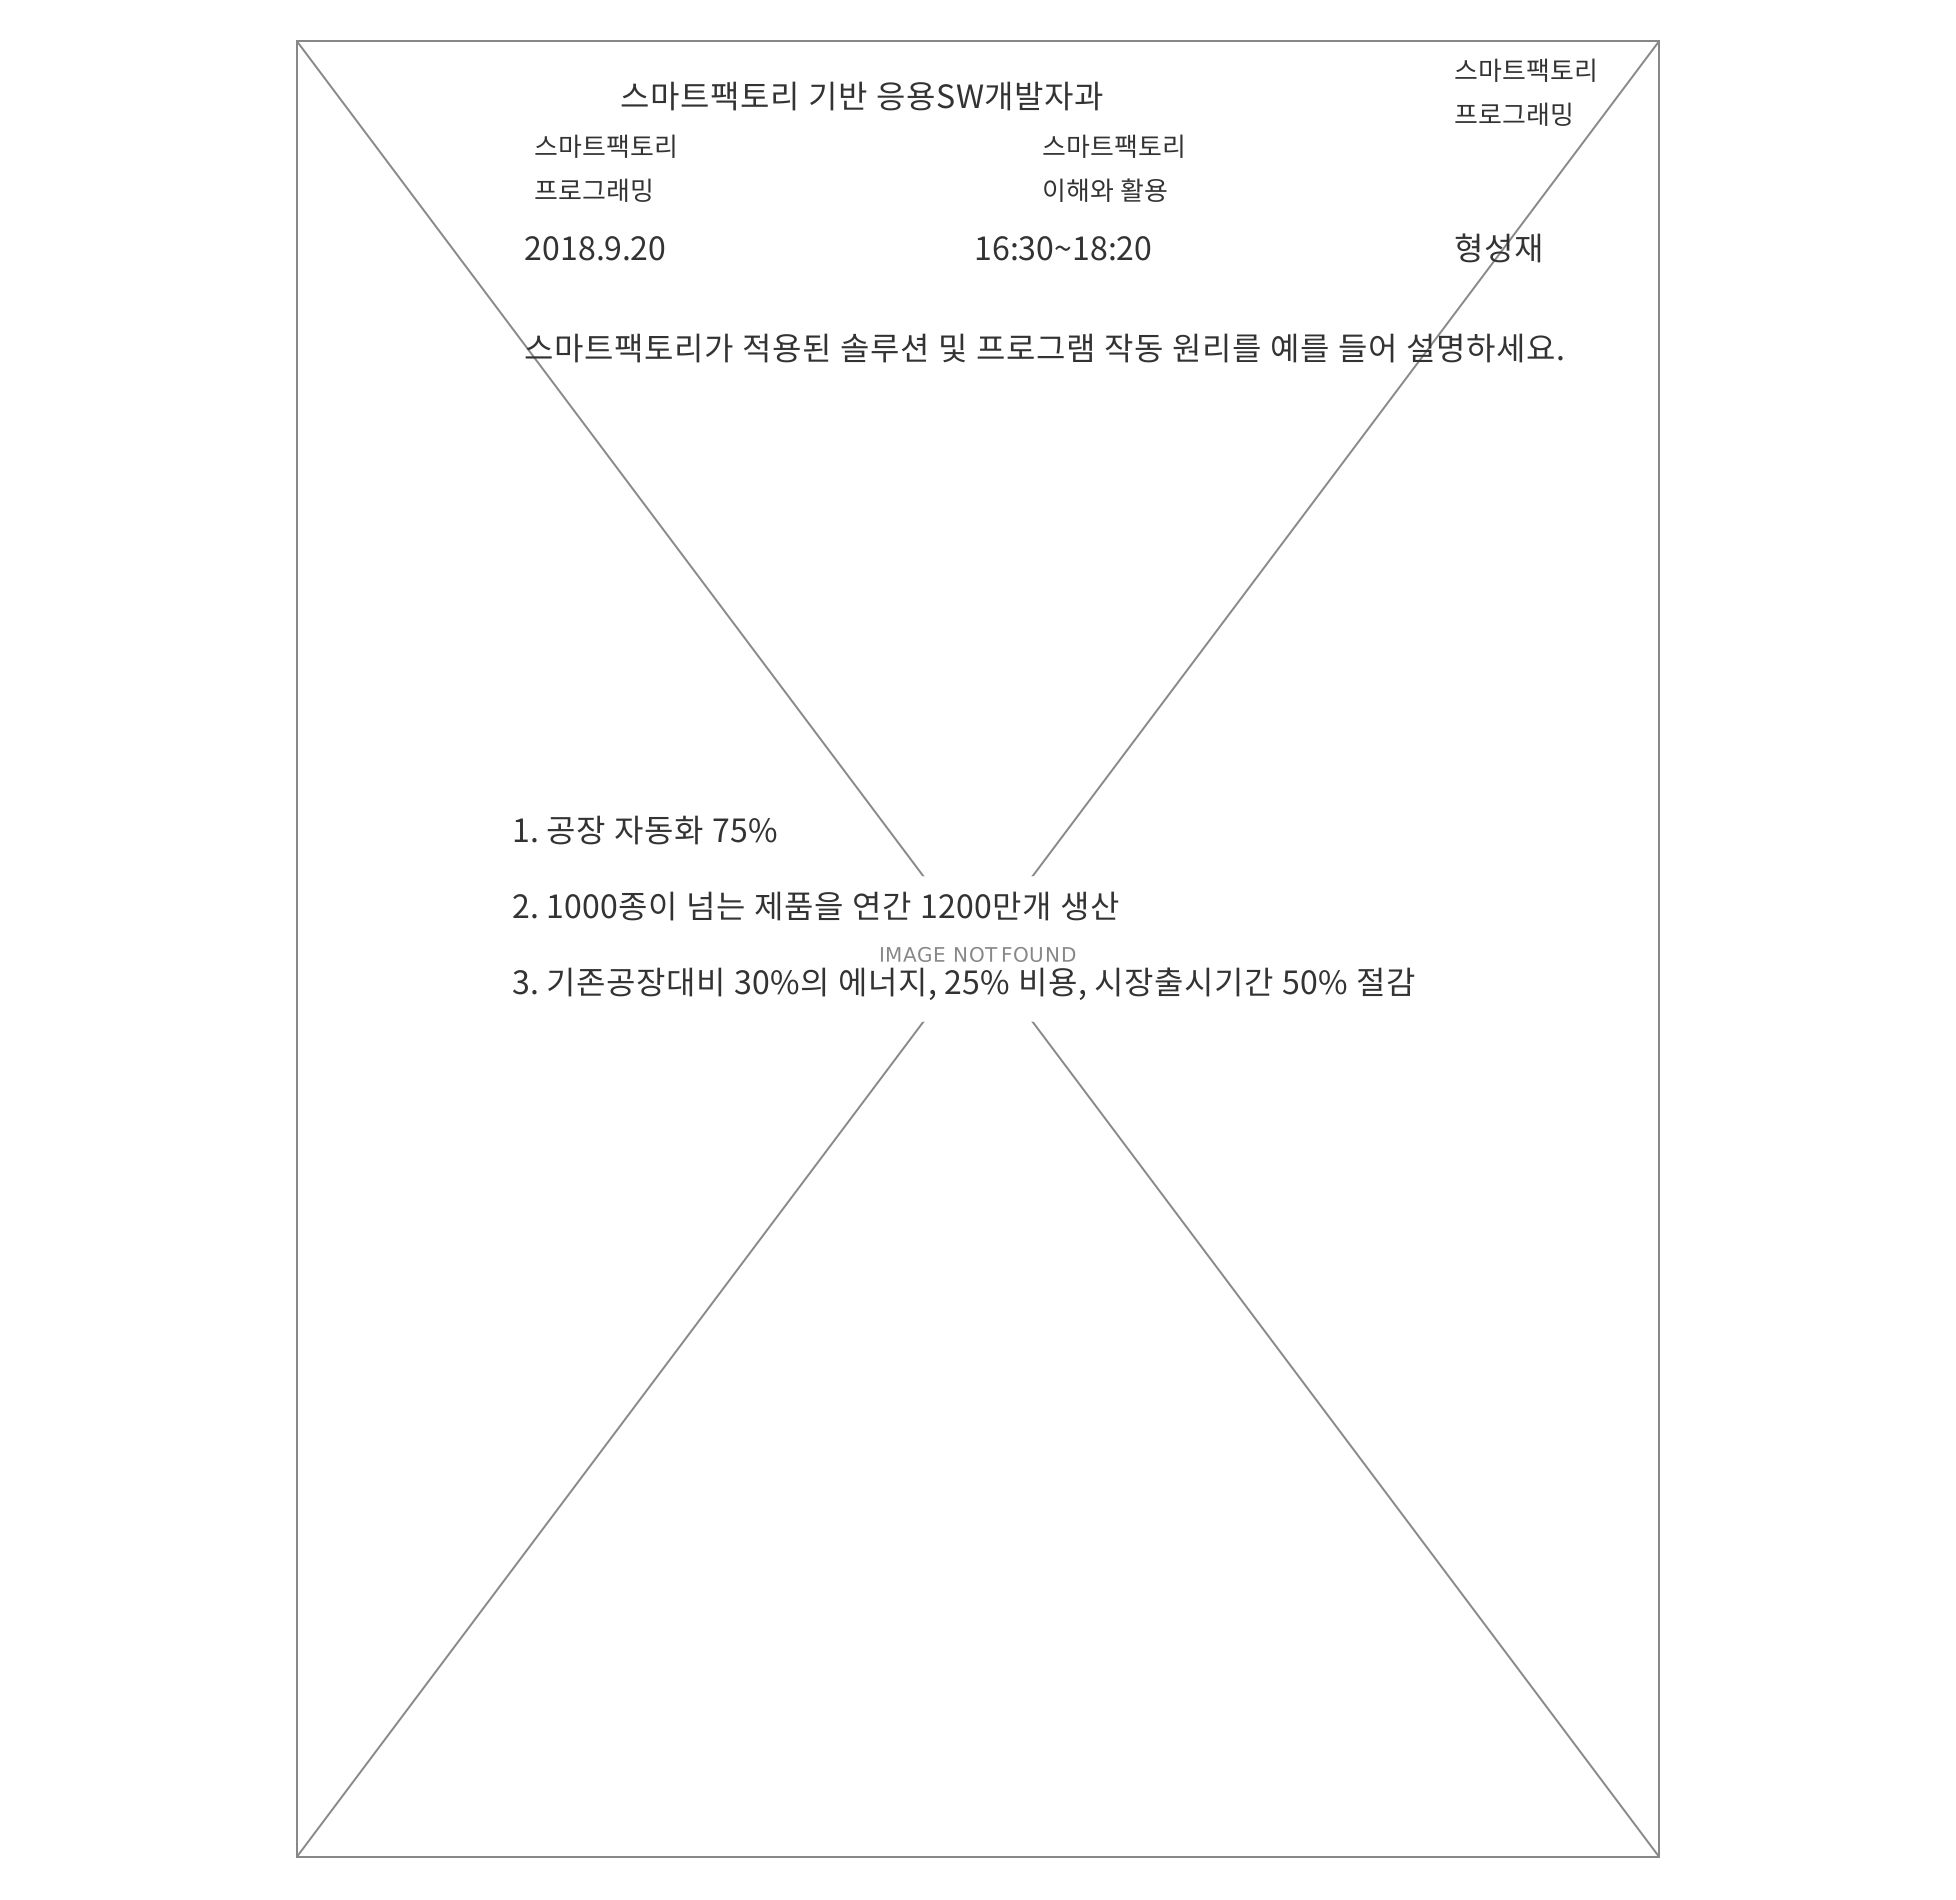 스마트팩토리
프로그래밍
스마트팩토리 기반 응용SW개발자과
스마트팩토리
프로그래밍
스마트팩토리
이해와 활용
2018.9.20
16:30~18:20
형성재
스마트팩토리가 적용된 솔루션 및 프로그램 작동 원리를 예를 들어 설명하세요.
1. 공장 자동화 75%
2. 1000종이 넘는 제품을 연간 1200만개 생산
IMAGE NOT FOUND
3. 기존공장대비 30%의 에너지, 25% 비용, 시장출시기간 50% 절감